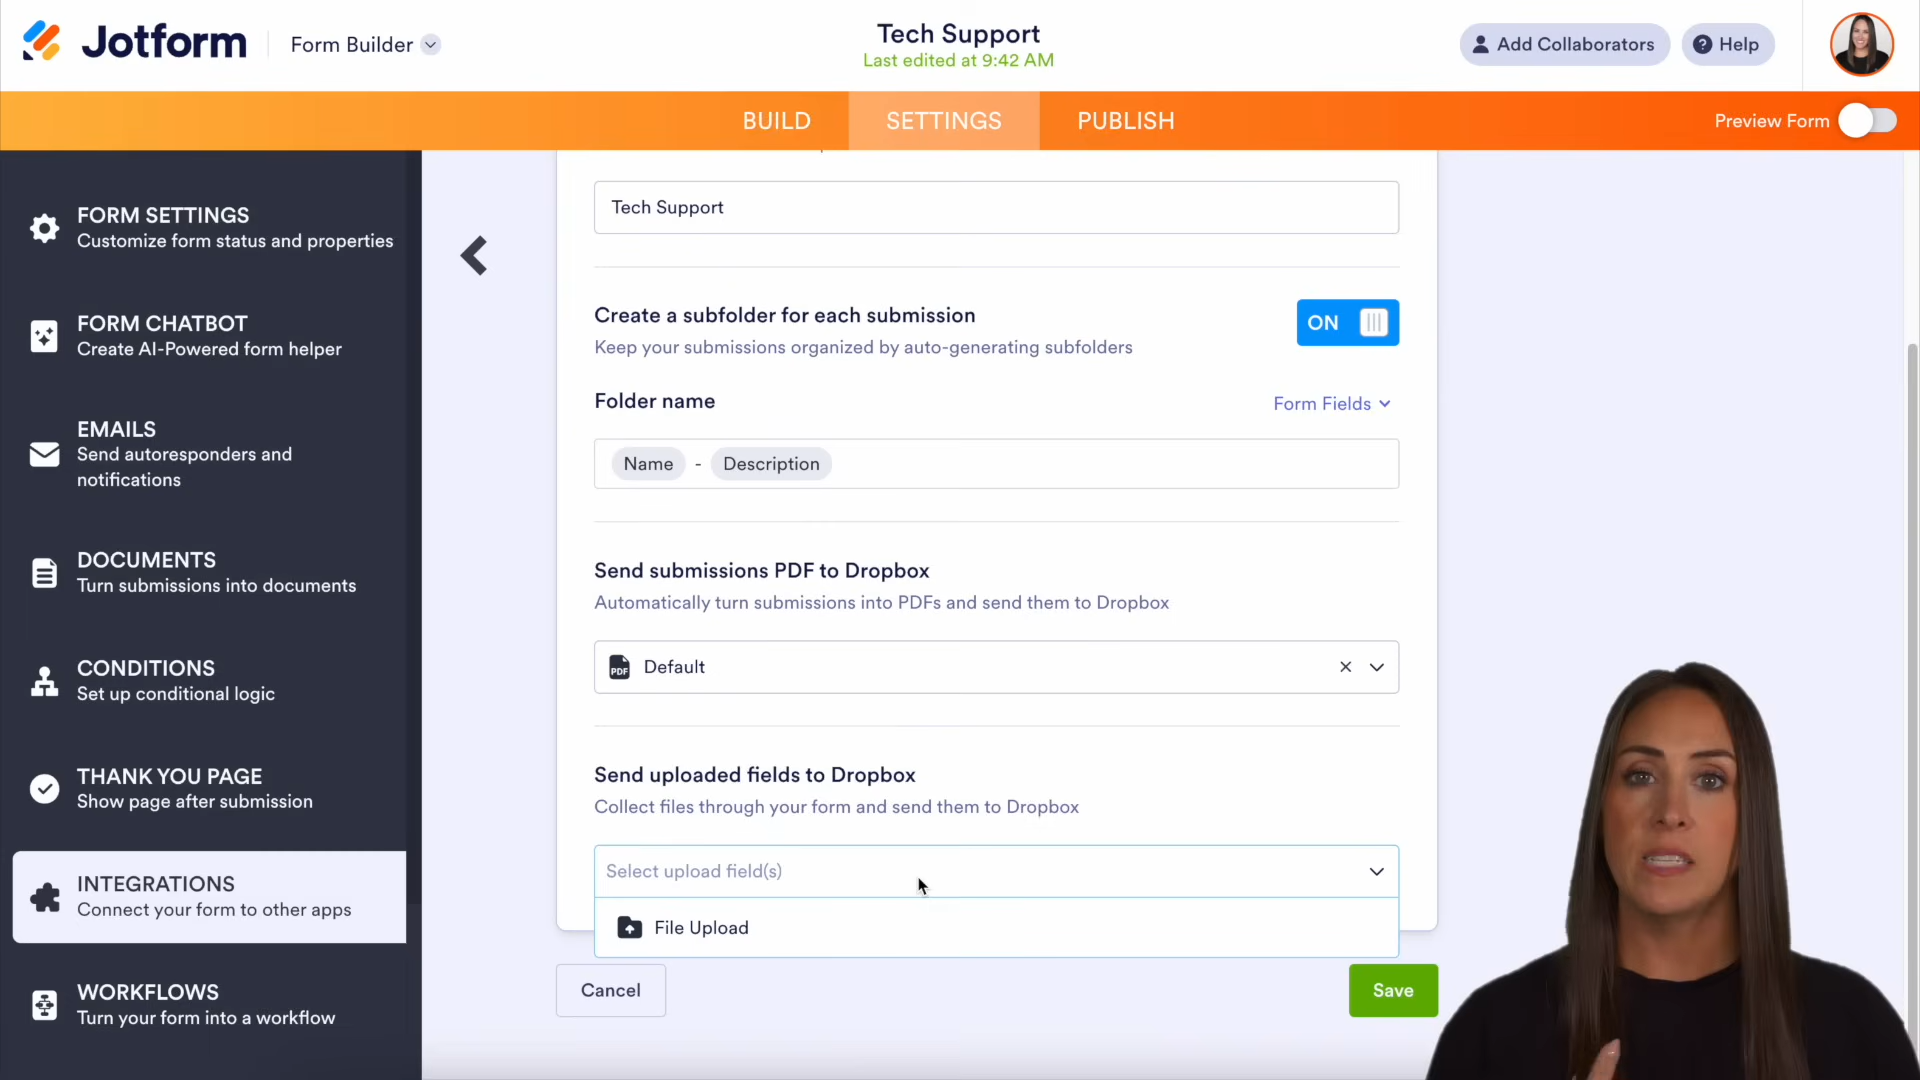 Jotform
Form Builder
Tech Support
Last edited at 9:42 AM
Add Collaborators
Help
BUILD
SETTINGS
PUBLISH
Preview Form
FORM SETTINGS
Customize form status and properties
FORM CHATBOT
Create AI-Powered form helper
EMAILS
Send autoresponders and
notifications
DOCUMENTS
Turn submissions into documents
CONDITIONS
Set up conditional logic
THANK YOU PAGE
Show page after submission
INTEGRATIONS
Connect your form to other apps
WORKFLOWS
Turn your form into a workflow
Tech Support
Create a subfolder for each submission
ON
Keep your submissions organized by auto-generating subfolders
Folder name
Form Fields
Name - Description
Send submissions PDF to Dropbox
Automatically turn submissions into PDFs and send them to Dropbox
PDF Default
Send uploaded fields to Dropbox
Collect files through your form and send them to Dropbox
Select upload field(s)
File Upload
Cancel
Save